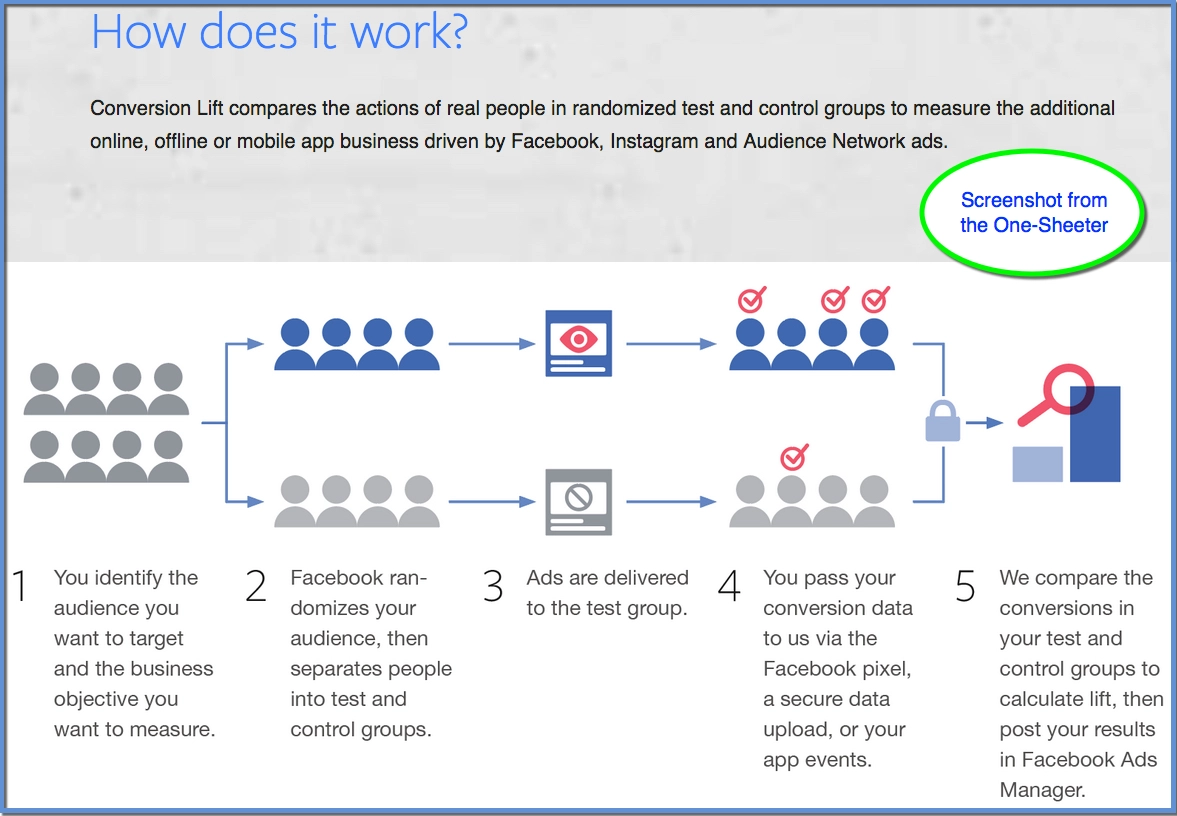 How does it work?
Conversion Lift compares the actions of real people in randomized test and control groups to measure the additional
online, offline or mobile app business driven by Facebook, Instagram and Audience Network ads.
Screenshot from
the One-Sheeter
1
You identify the
audience you
want to target
and the business
objective you
want to measure.
2
Facebook ran-
domizes your
audience, then
separates people
into test and
control groups.
3
Ads are delivered
to the test group.
4
You pass your
conversion data
to us via the
Facebook pixel,
a secure data
upload, or your
app events.
5
We compare the
conversions in
your test and
control groups to
calculate lift, then
post your results
in Facebook Ads
Manager.